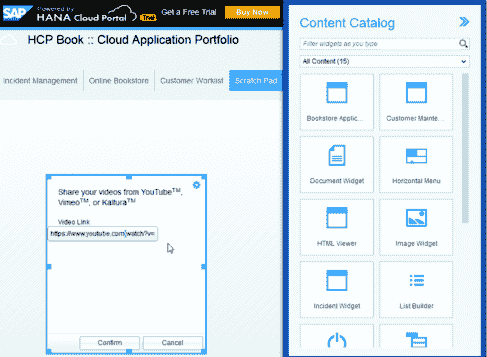 SAP
Powered by
HANA Cloud Portal
Trial
Get a Free Trial
Buy Now
HCP Book :: Cloud Application Portfolio
Incident Management
Online Bookstore
Customer Worklist
Scratch Pad
Share your videos from YouTube™,
Vimeo™, or Kaltura™
Video Link
https://www.youtube.com/watch?v=
Confirm
Cancel
Content Catalog
Filter widgets as you type
All Content (15)
Bookstore Applic...
Customer Mainte...
Document Widget
Horizontal Menu
HTML Viewer
Image Widget
Incident Widget
List Builder